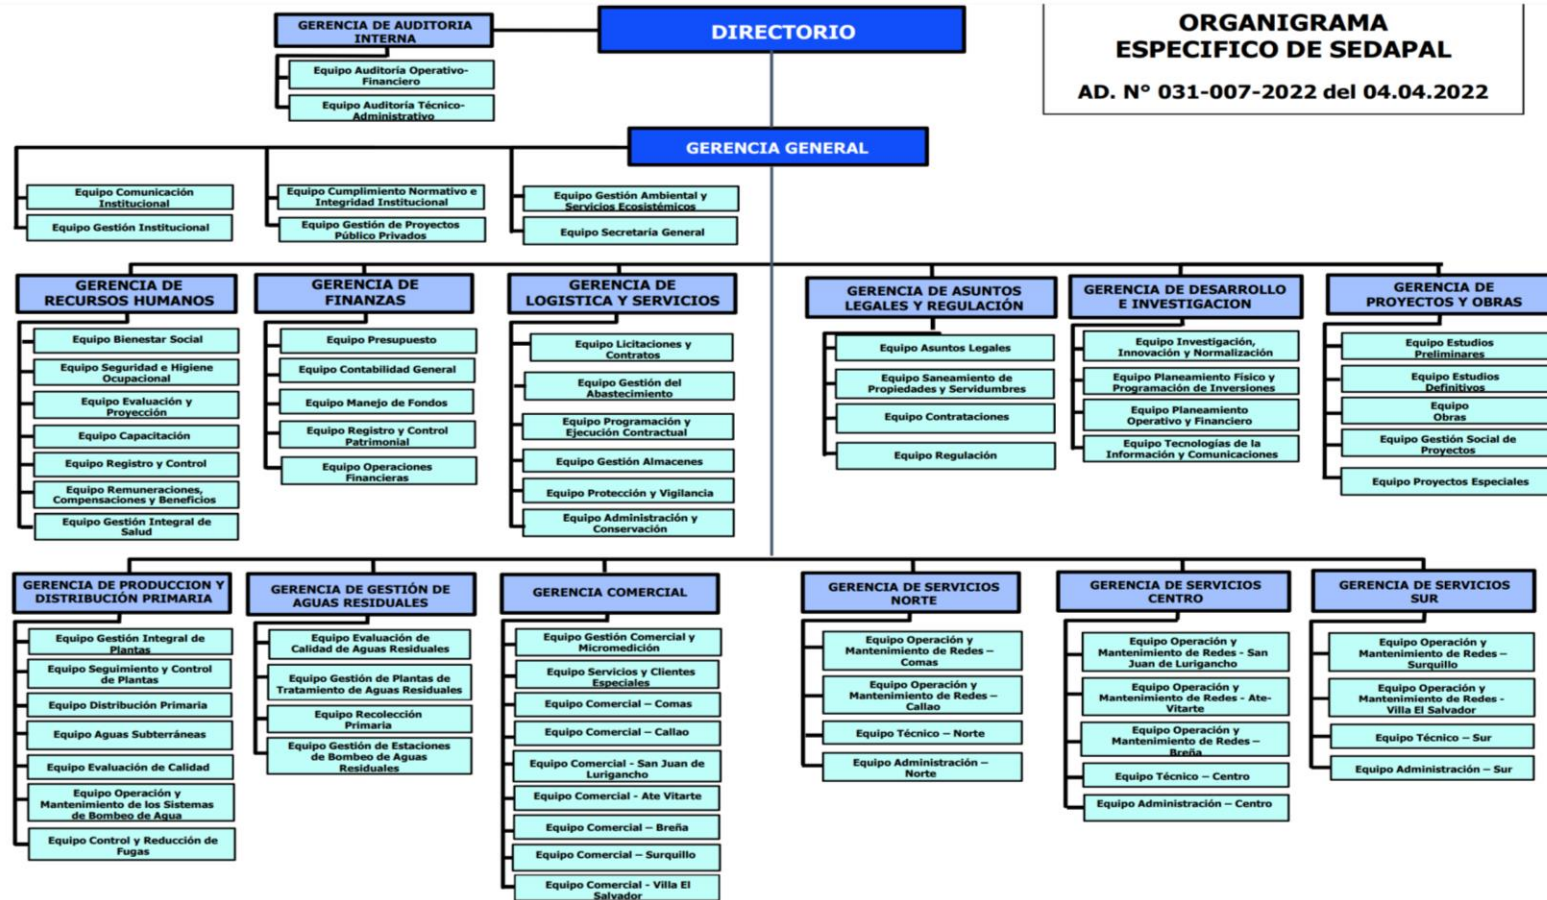 GERENCIA DE AUDITORIA
INTERNA
Equipo Auditoría Operativo-
Financiero
Equipo Auditoría Técnico-
Administrativo
DIRECTORIO
ORGANIGRAMA
ESPECIFICO DE SEDAPAL
AD. N° 031-007-2022 del 04.04.2022
GERENCIA GENERAL
Equipo Comunicación
Institucional
Equipo Gestión Institucional
Equipo Cumplimiento Normativo e
Integridad Institucional
Equipo Gestión de Proyectos
Público Privados
Equipo Gestión Ambiental y
Servicios Ecosistémicos
Equipo Secretaría General
GERENCIA DE
RECURSOS HUMANOS
Equipo Bienestar Social
Equipo Seguridad e Higiene
Ocupacional
Equipo Evaluación y
Proyección
Equipo Capacitación
Equipo Registro y Control
Equipo Remuneraciones,
Compensaciones y Beneficios
Equipo Gestión Integral de
Salud
GERENCIA DE
FINANZAS
Equipo Presupuesto
Equipo Contabilidad General
Equipo Manejo de Fondos
Equipo Registro y Control
Patrimonial
Equipo Operaciones
Financieras
GERENCIA DE
LOGISTICA Y SERVICIOS
Equipo Licitaciones y
Contratos
Equipo Gestión del
Abastecimiento
Equipo Programación y
Ejecución Contractual
Equipo Gestión Almacenes
Equipo Protección y Vigilancia
Equipo Administración y
Conservación
GERENCIA DE ASUNTOS
LEGALES Y REGULACIÓN
Equipo Asuntos Legales
Equipo Saneamiento de
Propiedades y Servidumbres
Equipo Contrataciones
Equipo Regulación
GERENCIA DE DESARROLLO
E INVESTIGACION
Equipo Investigación,
Innovación y Normalización
Equipo Planeamiento Físico y
Programación de Inversiones
Equipo Planeamiento
Operativo y Financiero
Equipo Tecnologías de la
Información y Comunicaciones
GERENCIA DE
PROYECTOS Y OBRAS
Equipo Estudios
Preliminares
Equipo Estudios
Definitivos
Equipo
Obras
Equipo Gestión Social de
Proyectos
Equipo Proyectos Especiales
GERENCIA DE PRODUCCION Y
DISTRIBUCIÓN PRIMARIA
Equipo Gestión Integral de
Plantas
Equipo Seguimiento y Control
de Plantas
Equipo Distribución Primaria
Equipo Aguas Subterráneas
Equipo Evaluación de Calidad
Equipo Operación y
Mantenimiento de los Sistemas
de Bombeo de Agua
Equipo Control y Reducción de
Fugas
GERENCIA DE GESTIÓN DE
AGUAS RESIDUALES
Equipo Evaluación de
Calidad de Aguas Residuales
Equipo Gestión de Plantas de
Tratamiento de Aguas Residuales
Equipo Recolección
Primaria
Equipo Gestión de Estaciones
de Bombeo de Aguas
Residuales
GERENCIA COMERCIAL
Equipo Gestión Comercial y
Micromedición
Equipo Servicios y Clientes
Especiales
Equipo Comercial – Comas
Equipo Comercial – Callao
Equipo Comercial - San Juan de
Lurigancho
Equipo Comercial - Ate Vitarte
Equipo Comercial – Breña
Equipo Comercial – Surquillo
Equipo Comercial - Villa El
Salvador
GERENCIA DE SERVICIOS
NORTE
Equipo Operación y
Mantenimiento de Redes –
Comas
Equipo Operación y
Mantenimiento de Redes –
Callao
Equipo Técnico – Norte
Equipo Administración –
Norte
GERENCIA DE SERVICIOS
CENTRO
Equipo Operación y
Mantenimiento de Redes - San
Juan de Lurigancho
Equipo Operación y
Mantenimiento de Redes - Ate-
Vitarte
Equipo Operación y
Mantenimiento de Redes –
Breña
Equipo Técnico – Centro
Equipo Administración – Centro
GERENCIA DE SERVICIOS
SUR
Equipo Operación y
Mantenimiento de Redes –
Surquillo
Equipo Operación y
Mantenimiento de Redes -
Villa El Salvador
Equipo Técnico – Sur
Equipo Administración – Sur